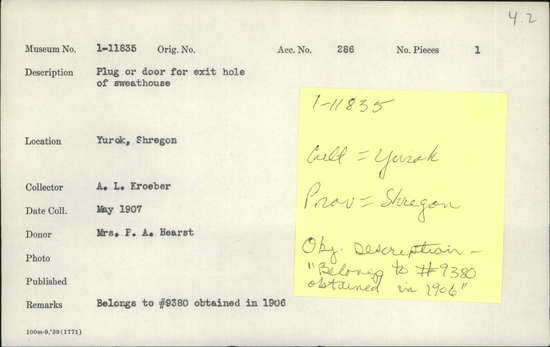 4.2
Museum No. 1-11835 Orig. No. Acc. No. 286 No. Pieces 1
Description Plug or door for exit hole
of sweathouse
Location Yurok, Shregon
Collector A. L. Kroeber
Date Coll. May 1907
Donor Mrs. P. A. Hearst
Photo
Published
Remarks Belongs to #9380 obtained in 1906
100m-9,'39(1771)
1-11835
Cult = Yurok
Prov = Shregon
Obj. Description -
"Belongs to #9380
obtained in 1906"